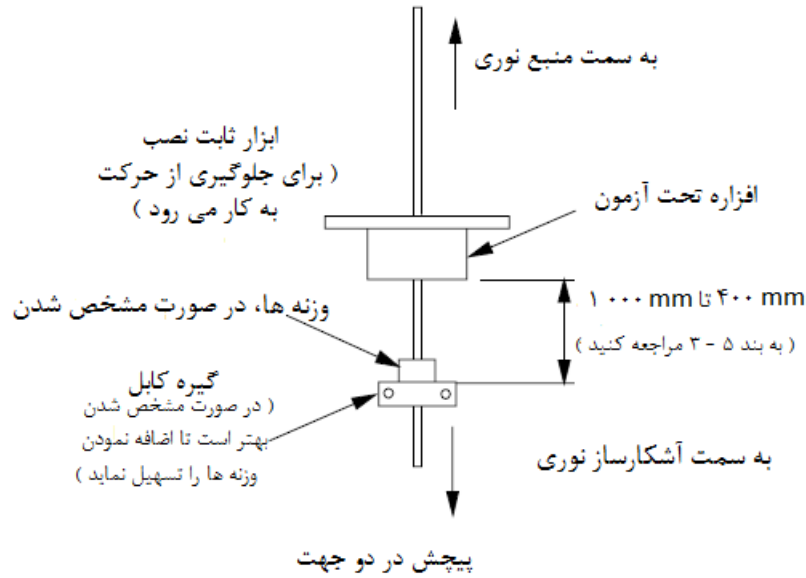 به سمت منبع نوری
ابزار ثابت نصب
( برای جلوگیری از حرکت
به کار می رود )
افزاره تحت آزمون
۴۰۰ mm تا ۱ ۰۰۰ mm
( به بند ۵ - ۳ مراجعه کنید )
وزنه ها، در صورت مشخص شدن
گیره کابل
( در صورت مشخص شدن
بهتر است تا اضافه نمودن
وزنه ها را تسهیل نماید )
به سمت آشکارساز نوری
پیچش در دو جهت